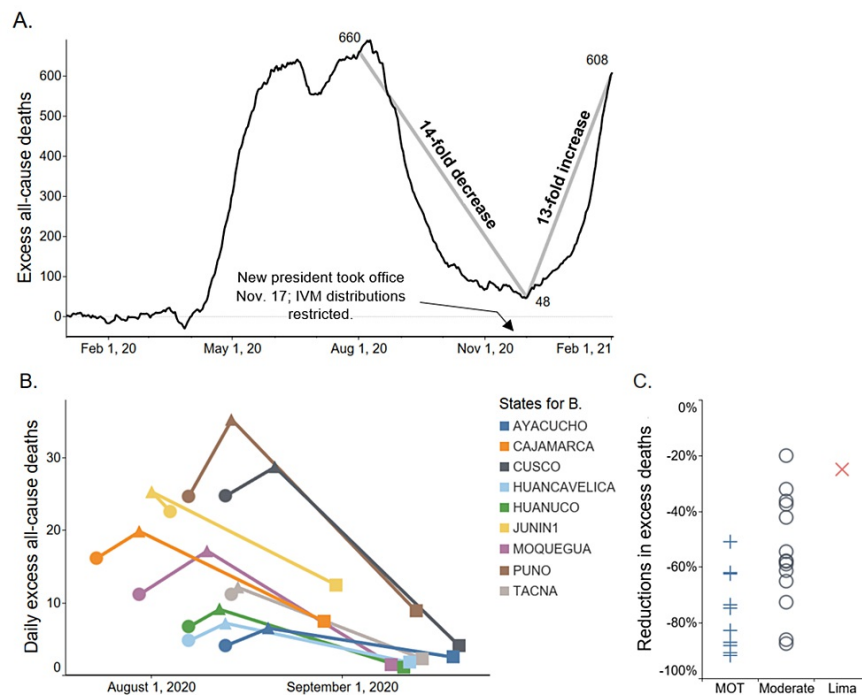 A.
660
608
600
500
400
300
200
100
0
Excess all-cause deaths
14-fold decrease
13-fold increase
New president took office
Nov. 17; IVM distributions
restricted.
48
Feb 1, 20
May 1, 20
Aug 1, 20
Nov 1, 20
Feb 1, 21
B.
Daily excess all-cause deaths
30
20
10
0
August 1, 2020
September 1, 2020
States for B.
AYACUCHO
CAJAMARCA
CUSCO
HUANCAVELICA
HUANUCO
JUNIN1
MOQUEGUA
PUNO
TACNA
C.
Reductions in excess deaths
0%
-20%
-40%
-60%
-80%
-100%
MOT
Moderate
Lima